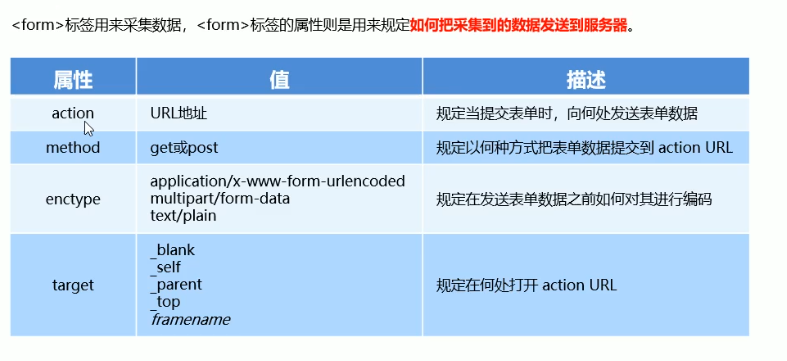 <form>标签用来采集数据，<form>标签的属性则是用来规定如何把采集到的数据发送到服务器。
属性 值 描述
action URL地址 规定当提交表单时，向何处发送表单数据
method get或post 规定以何种方式把表单数据提交到 action URL
enctype application/x-www-form-urlencoded
multipart/form-data
text/plain 规定在发送表单数据之前如何对其进行编码
target _blank
_self
_parent
_top
framename 规定在何处打开 action URL